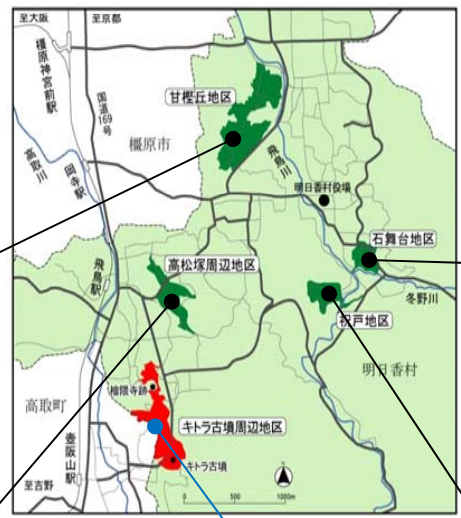 至大阪
至京都
橿原神宮前駅
国道169号
甘樫丘地区
橿原市
高取川
岡寺駅
飛鳥川
明日香村役場
石舞台地区
高松塚周辺地区
飛鳥駅
冬野川
祝戸地区
明日香村
檜隈寺跡
高取町
キトラ古墳周辺地区
壺阪山駅
キトラ古墳
至吉野
0 500 1000m